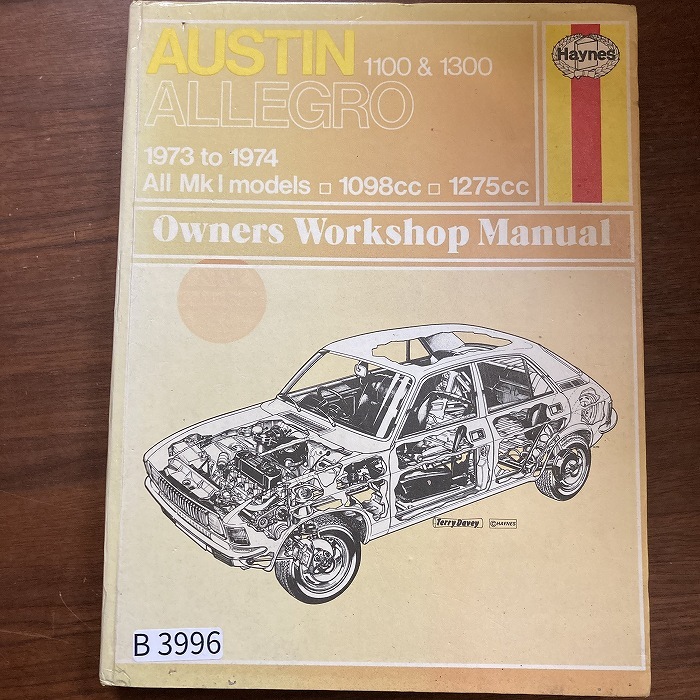 AUSTIN 1100 & 1300
ALLEGRO
Haynes
1973 to 1974
All Mk I models □ 1098cc □ 1275cc
Owners Workshop Manual
Terry Davey © HAYNES
B 3996